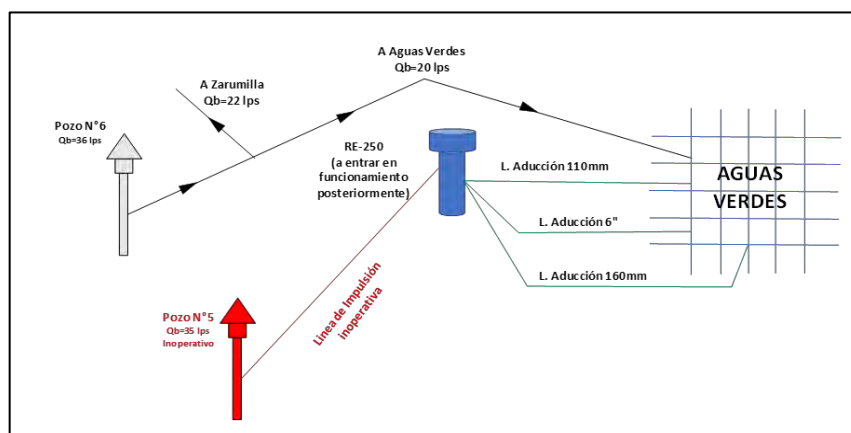 A Aguas Verdes
Qb=20 lps
A Zarumilla
Qb=22 lps
Pozo N°6
Qb=36 lps
RE-250
(a entrar en
funcionamiento
posteriormente)
L. Aducción 110mm
AGUAS
VERDES
L. Aducción 6"
L. Aducción 160mm
Linea de Impulsión
inoperativa
Pozo N°5
Qb=35 lps
Inoperativo